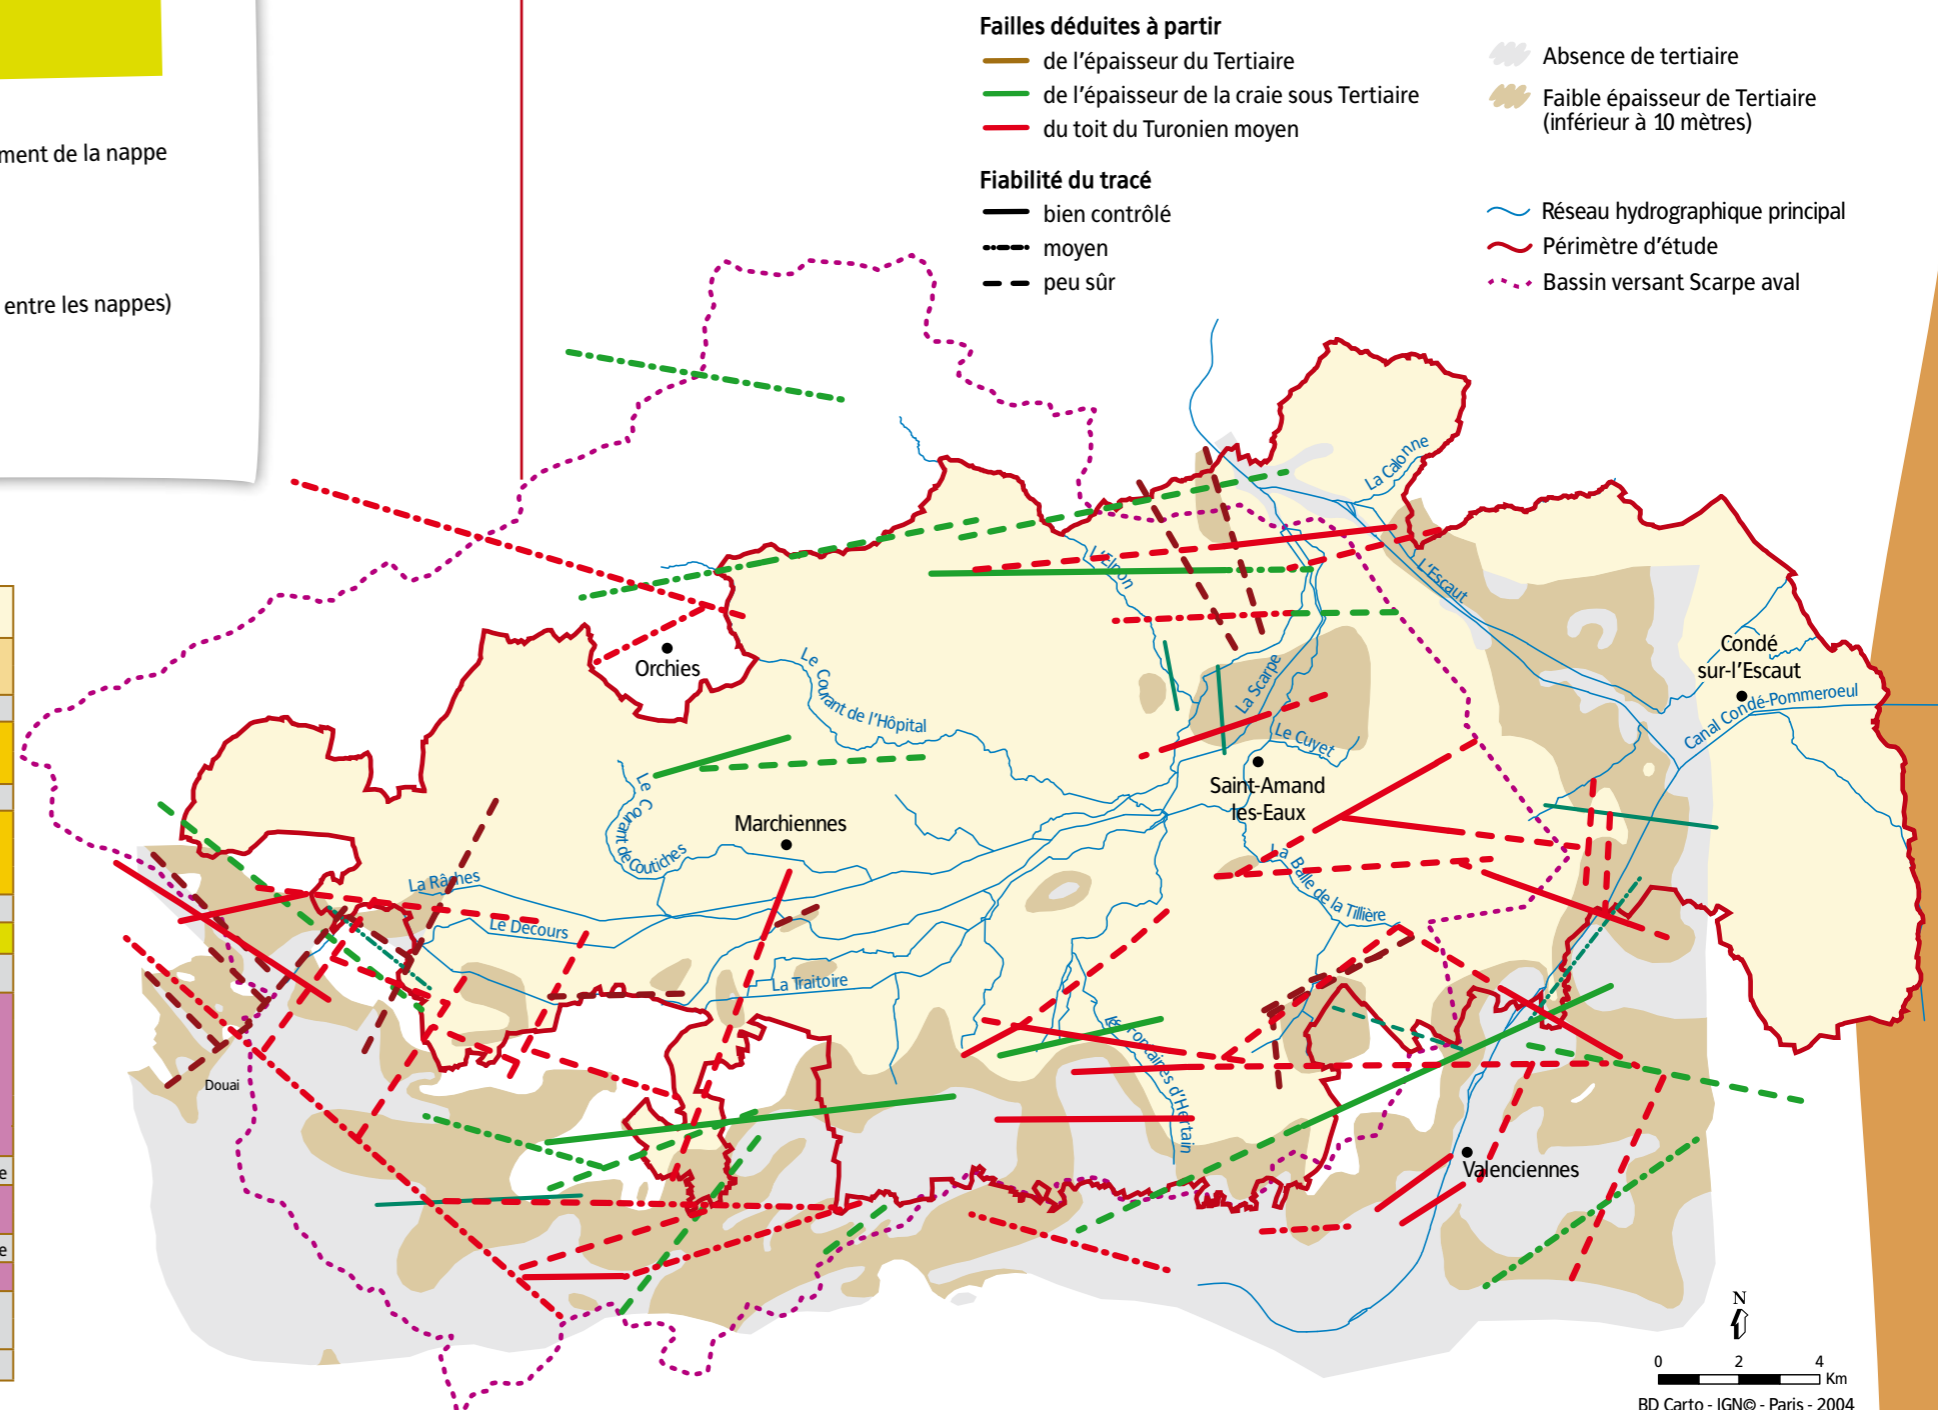 ment de la nappe
entre les nappes)
e
e
Failles déduites à partir
de l'épaisseur du Tertiaire
de l'épaisseur de la craie sous Tertiaire
du toit du Turonien moyen
Fiabilité du tracé
bien contrôlé
moyen
peu sûr
Absence de tertiaire
Faible épaisseur de Tertiaire
(inférieur à 10 mètres)
Réseau hydrographique principal
Périmètre d'étude
Bassin versant Scarpe aval
La Calonne
L'Elnon
L'Escaut
Condé
sur-l'Escaut
Canal Condé-Pommeroeul
Orchies
Le Courant de l'Hôpital
La Scarpe
Le Cuyet
Saint-Amand
les-Eaux
Le Courant de Coutiches
Marchiennes
La Balle de la Tillière
La Râches
Le Décours
La Traitoire
les Fontaines d'Hertain
Douai
Valenciennes
N
0 2 4
Km
BD Carto - IGN© - Paris - 2004